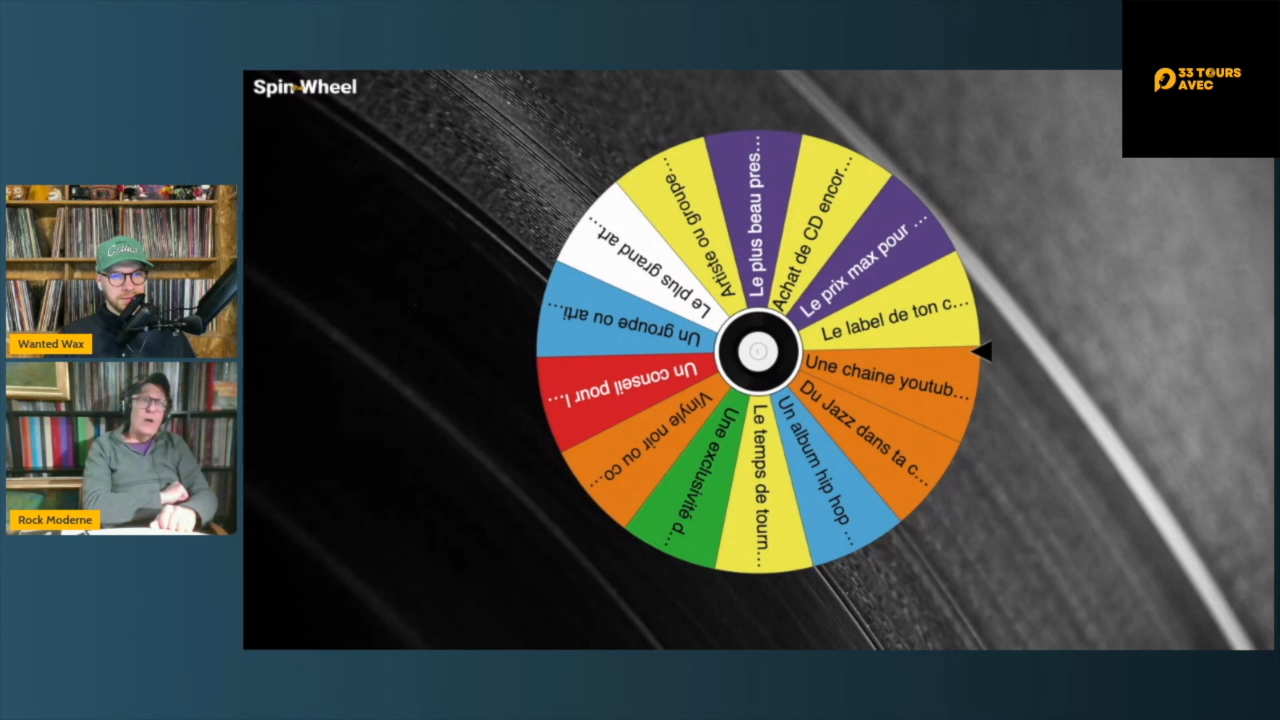 Spin the Wheel
33 TOURS
AVEC
Le plus beau pres...
Achat de CD encor...
Le prix max pour ...
Le label de ton c...
Une chaine youtub...
Du Jazz dans ta c...
Un album hip hop ...
Le temps de tourn...
Une exclusivité d...
Vinyle noir ou co...
Un conseil pour l...
Un groupe ou arti...
Le plus grand art...
Artiste ou groupe...
Celtics
Wanted Wax
Rock Moderne